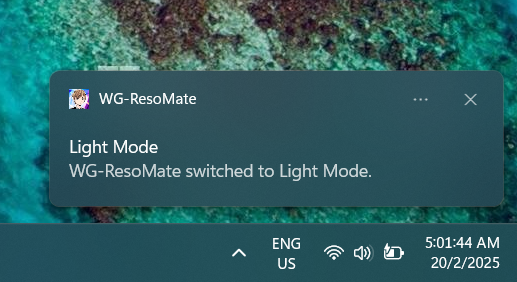 WG-ResoMate
Light Mode
WG-ResoMate switched to Light Mode.
ENG
US
5:01:44 AM
20/2/2025